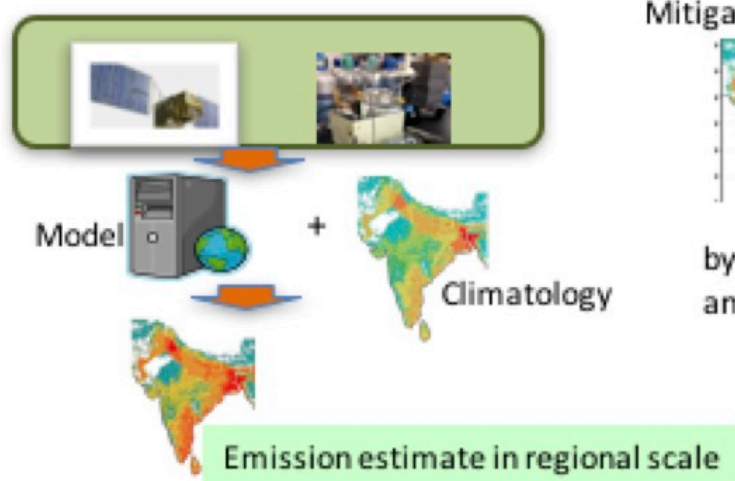 Mitiga
Model
+
Climatology
by
an
Emission estimate in regional scale